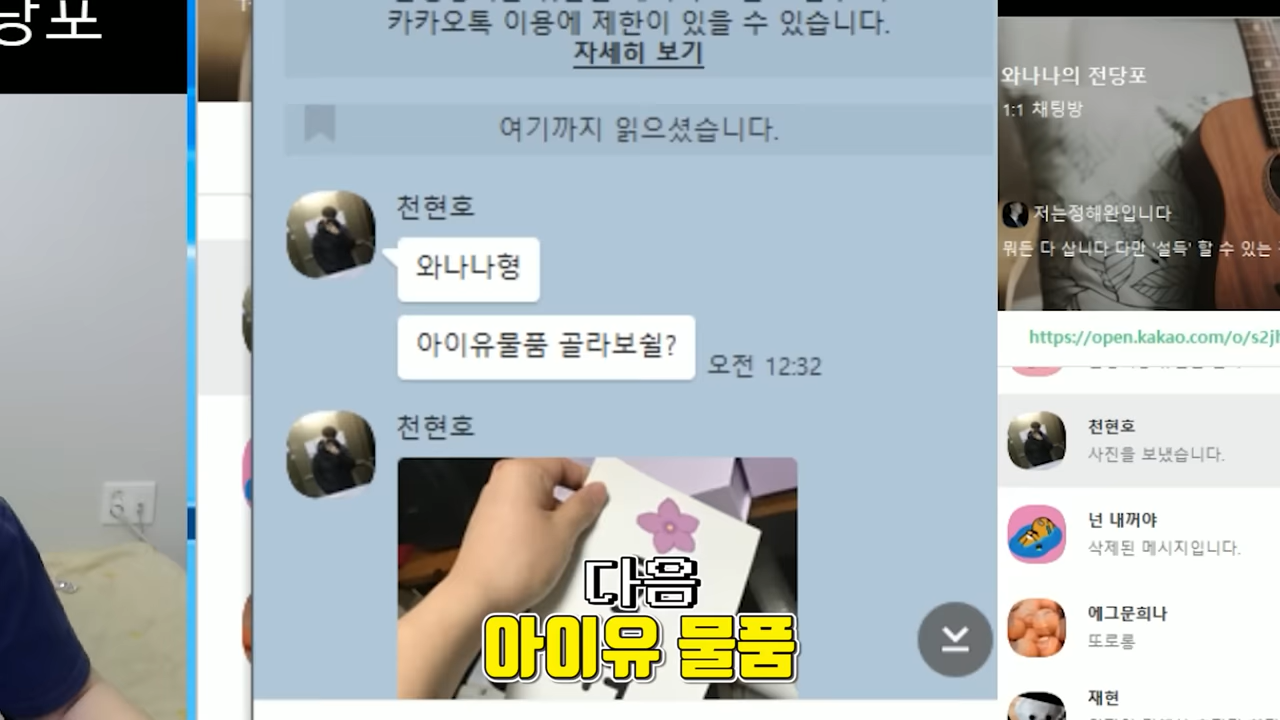 당포
카카오톡 이용에 제한이 있을 수 있습니다.
자세히 보기
여기까지 읽으셨습니다.
천현호
와나나형
아이유물품 골라보쉴?
오전 12:32
천현호
다음
아이유 물품
와나나의 전당포
1:1 채팅방
저는정해완입니다
뭐든 다 삽니다 다만 '설득' 할 수 있는
https://open.kakao.com/o/s2jh
천현호
사진을 보냈습니다.
넌 내꺼야
삭제된 메시지입니다.
에그문희나
또로롱
재현